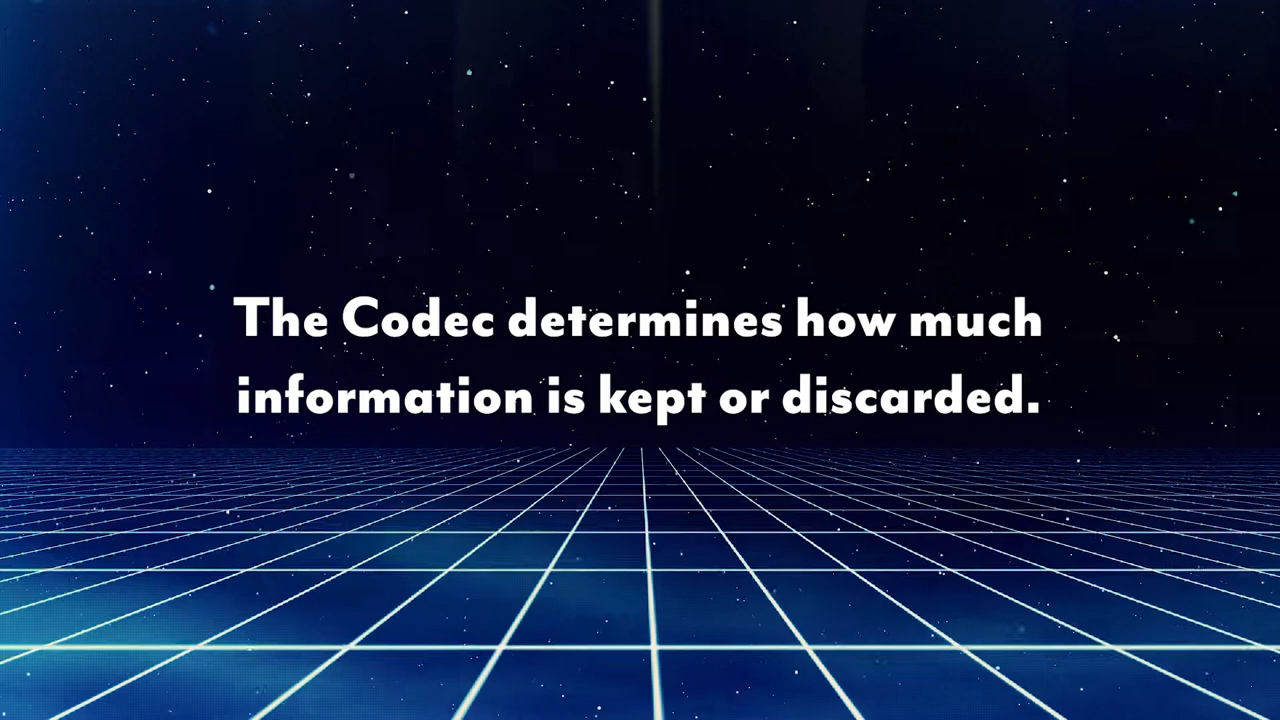 The Codec determines how much
information is kept or discarded.